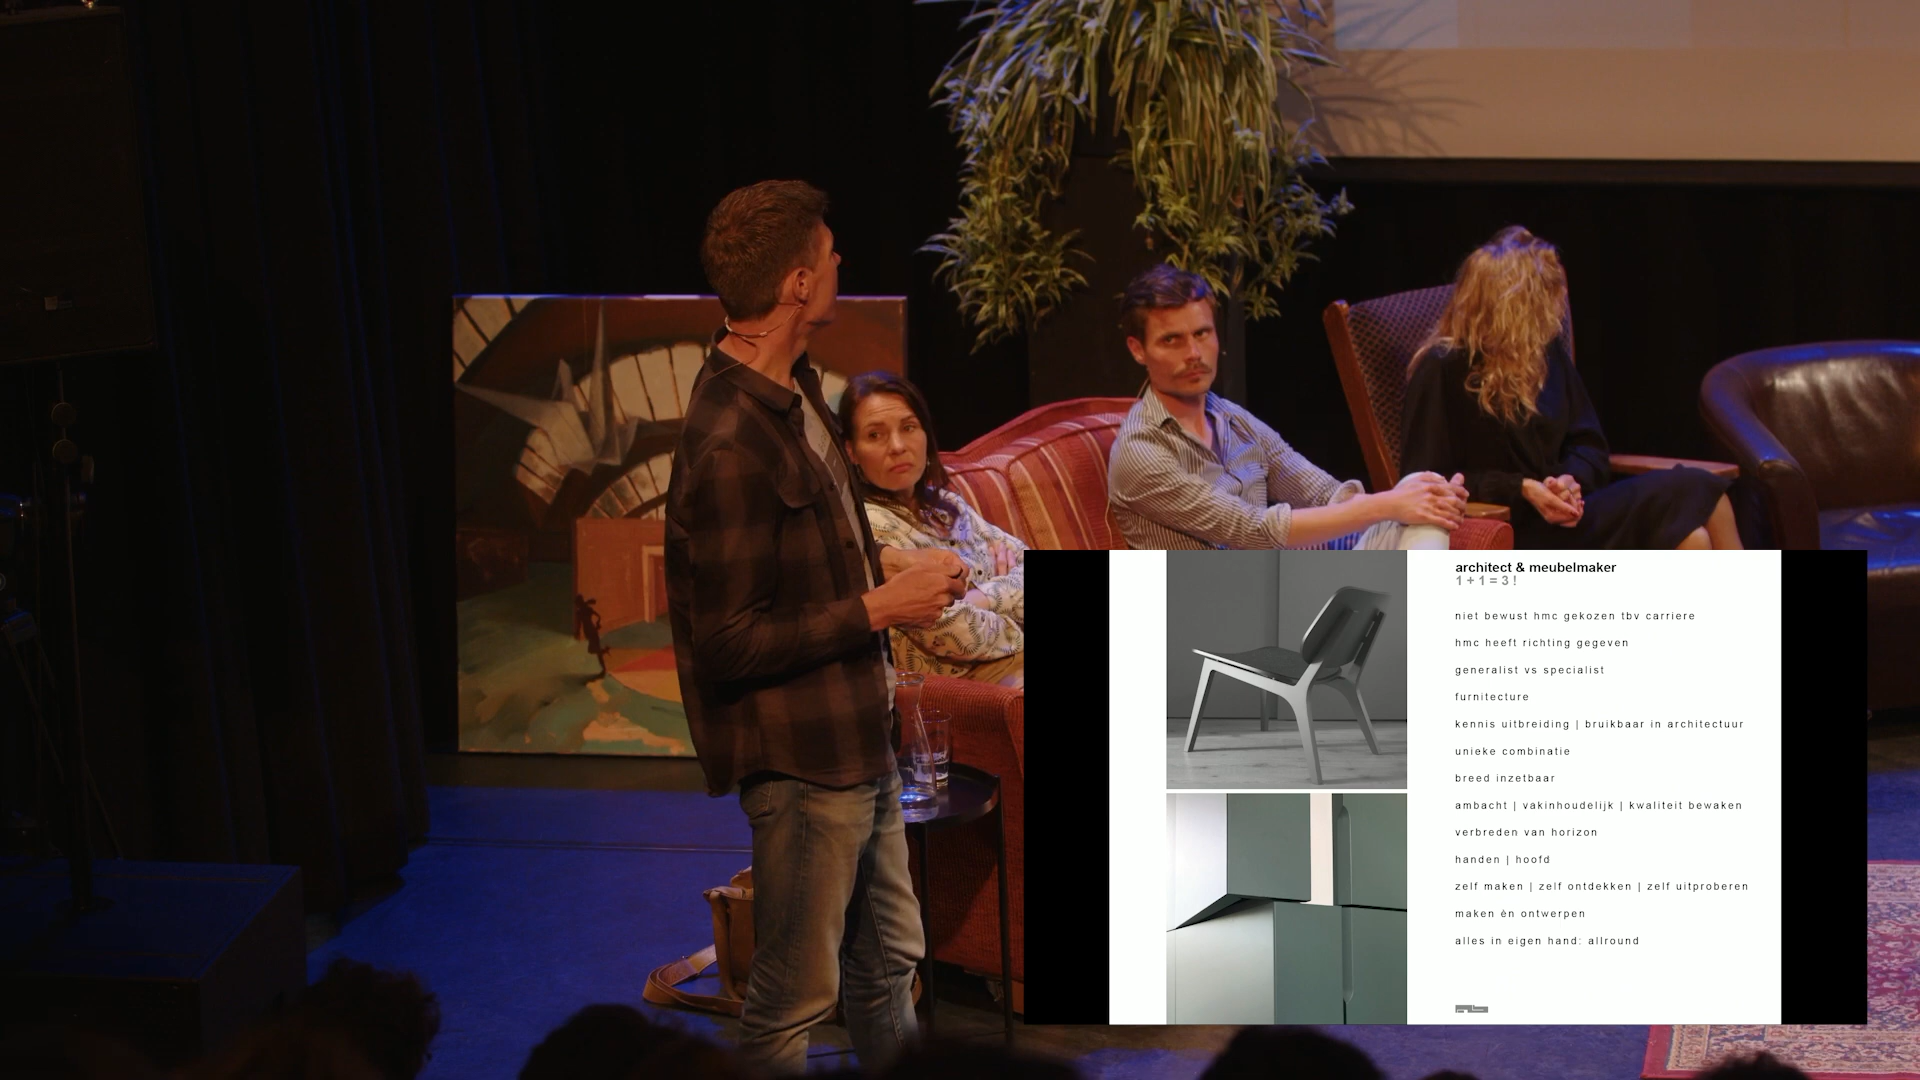 architect & meubelmaker
1 + 1 = 3 !
niet bewust hmc gekozen tbv carriere
hmc heeft richting gegeven
generalist vs specialist
furnitecture
kennis uitbreiding | bruikbaar in architectuur
unieke combinatie
breed inzetbaar
ambacht | vakinhoudelijk | kwaliteit bewaken
verbreden van horizon
handen | hoofd
zelf maken | zelf ontdekken | zelf uitproberen
maken èn ontwerpen
alles in eigen hand: allround